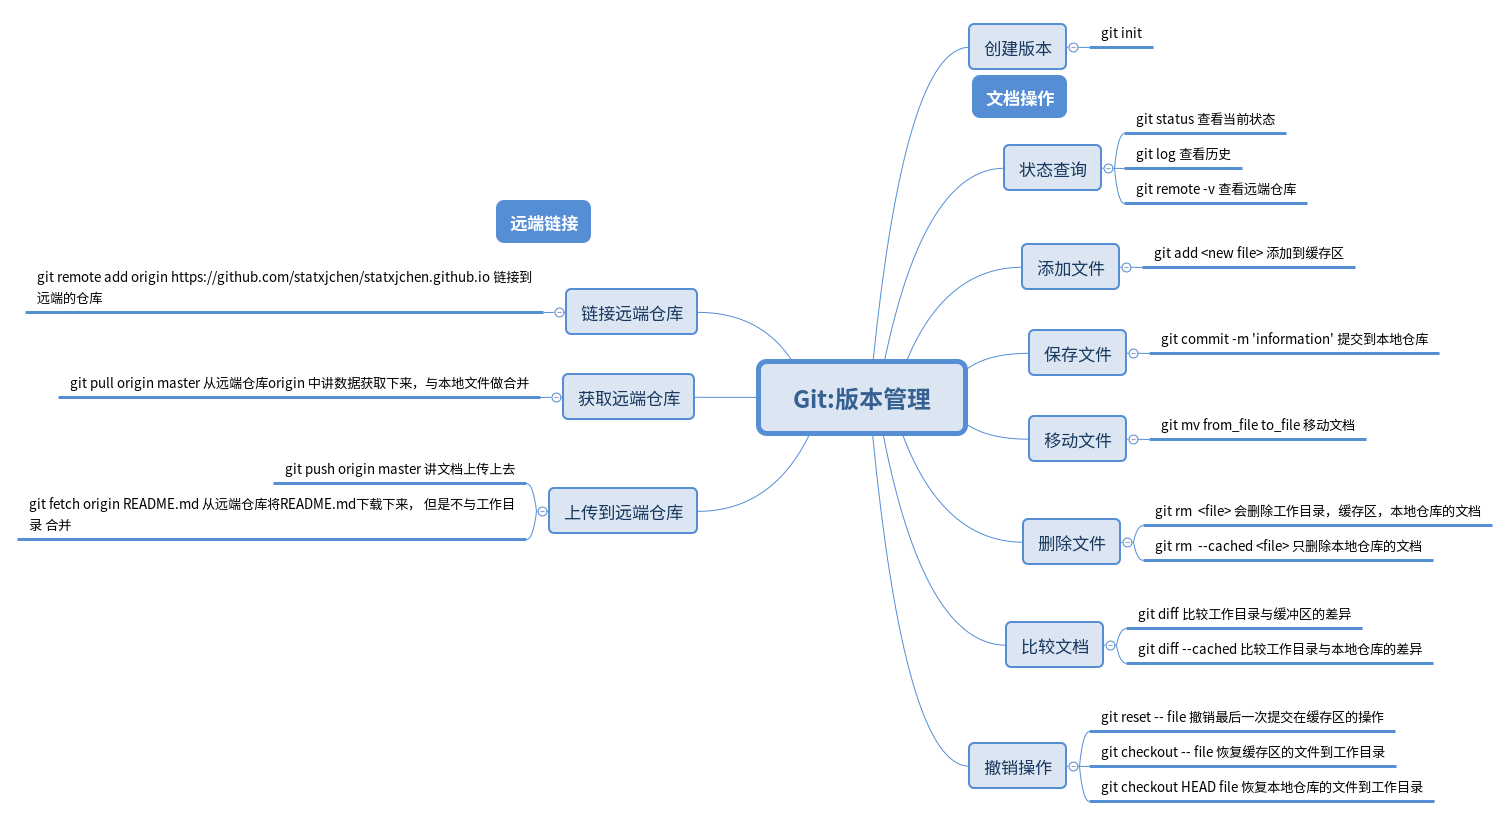 Git:版本管理
创建版本
git init
文档操作
状态查询
git status 查看当前状态
git log 查看历史
git remote -v 查看远端仓库
添加文件
git add <new file> 添加到缓存区
保存文件
git commit -m 'information' 提交到本地仓库
移动文件
git mv from_file to_file 移动文档
删除文件
git rm  <file> 会删除工作目录，缓存区，本地仓库的文档
git rm  --cached <file> 只删除本地仓库的文档
比较文档
git diff 比较工作目录与缓冲区的差异
git diff --cached 比较工作目录与本地仓库的差异
撤销操作
git reset -- file 撤销最后一次提交在缓存区的操作
git checkout -- file 恢复缓存区的文件到工作目录
git checkout HEAD file 恢复本地仓库的文件到工作目录
远端链接
链接远端仓库
git remote add origin https://github.com/statxjchen/statxjchen.github.io 链接到
远端的仓库
获取远端仓库
git pull origin master 从远端仓库origin 中讲数据获取下来，与本地文件做合并
上传到远端仓库
git push origin master 讲文档上传上去
git fetch origin README.md 从远端仓库将README.md下载下来， 但是不与工作目
录 合并